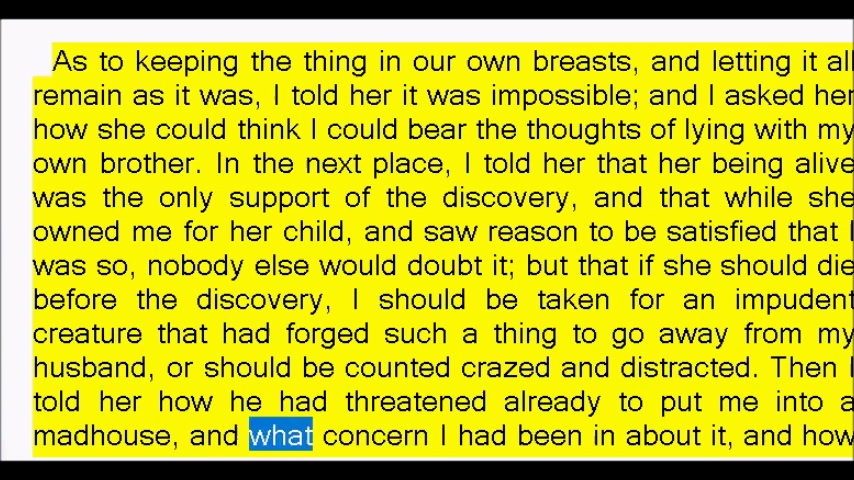 As to keeping the thing in our own breasts, and letting it all
remain as it was, I told her it was impossible; and I asked her
how she could think I could bear the thoughts of lying with my
own brother. In the next place, I told her that her being alive
was the only support of the discovery, and that while she
owned me for her child, and saw reason to be satisfied that I
was so, nobody else would doubt it; but that if she should die
before the discovery, I should be taken for an impudent
creature that had forged such a thing to go away from my
husband, or should be counted crazed and distracted. Then I
told her how he had threatened already to put me into a
madhouse, and what concern I had been in about it, and how